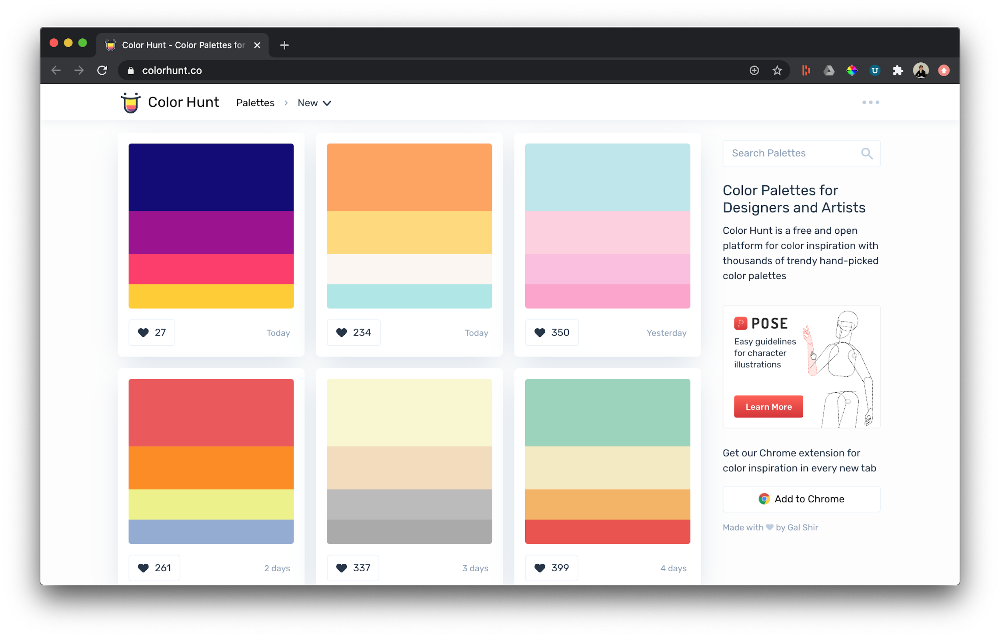 Color Hunt - Color Palettes for
colorhunt.co
Color Hunt
Palettes > New
27
Today
234
Today
350
Yesterday
261
2 days
337
3 days
399
4 days
Search Palettes
Color Palettes for
Designers and Artists
Color Hunt is a free and open
platform for color inspiration with
thousands of trendy hand-picked
color palettes
P POSE
Easy guidelines
for character
illustrations
Learn More
Get our Chrome extension for
color inspiration in every new tab
Add to Chrome
Made with ♥ by Gal Shir